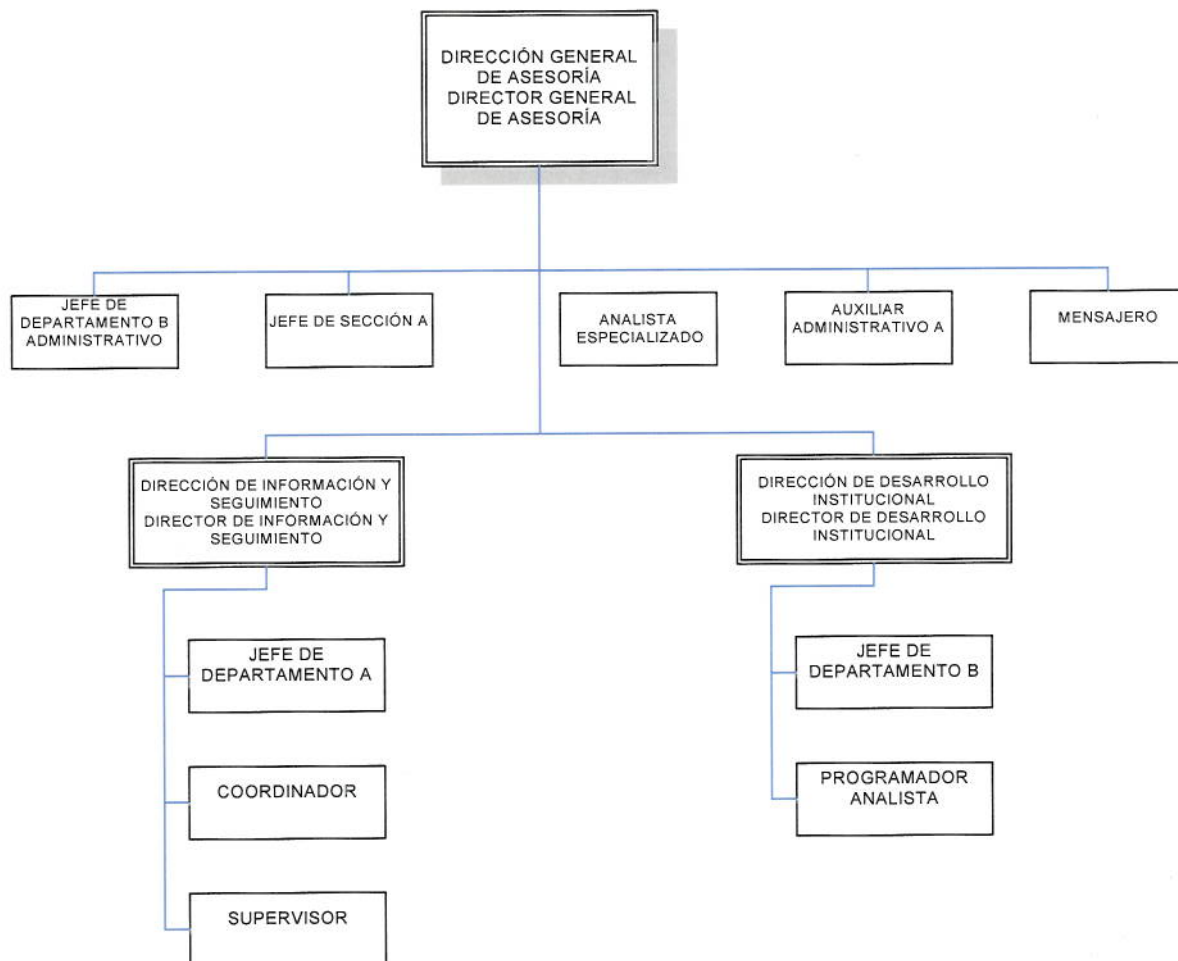 DIRECCIÓN GENERAL
DE ASESORÍA
DIRECTOR GENERAL
DE ASESORÍA
JEFE DE
DEPARTAMENTO B
ADMINISTRATIVO
JEFE DE SECCIÓN A
ANALISTA
ESPECIALIZADO
AUXILIAR
ADMINISTRATIVO A
MENSAJERO
DIRECCIÓN DE INFORMACIÓN Y
SEGUIMIENTO
DIRECTOR DE INFORMACIÓN Y
SEGUIMIENTO
DIRECCIÓN DE DESARROLLO
INSTITUCIONAL
DIRECTOR DE DESARROLLO
INSTITUCIONAL
JEFE DE
DEPARTAMENTO A
COORDINADOR
SUPERVISOR
JEFE DE
DEPARTAMENTO B
PROGRAMADOR
ANALISTA